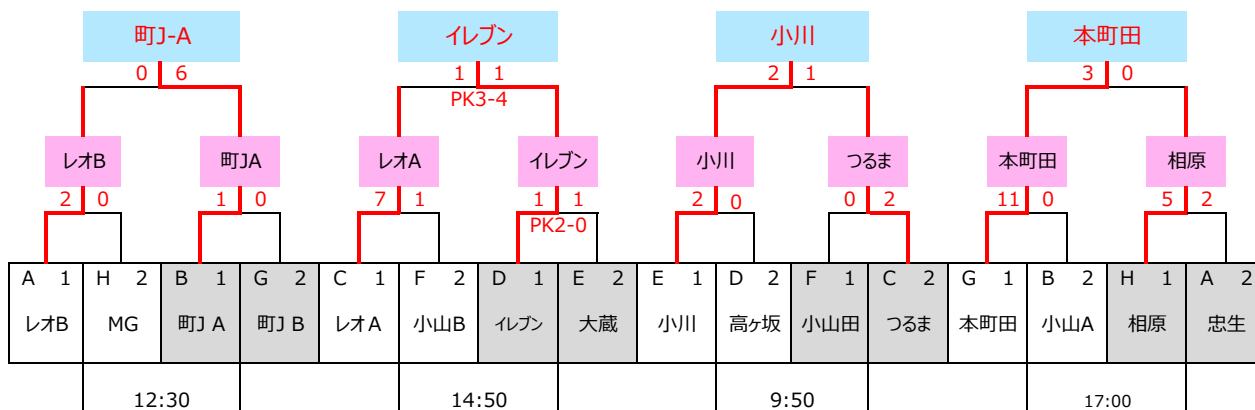 町J-A イレブン 小川 本町田
0 6 1 1 2 1 3 0
PK3-4
レオB 町JA レオA イレブン 小川 つるま 本町田 相原
2 0 1 0 7 1 1 1 2 0 0 2 11 0 5 2
PK2-0
A 1 H 2 B 1 G 2 C 1 F 2 D 1 E 2 E 1 D 2 F 1 C 2 G 1 B 2 H 1 A 2
レオB MG 町J A 町J B レオA 小山B イレブン 大蔵 小川 高ヶ坂 小山田 つるま 本町田 小山A 相原 忠生
12:30 14:50 9:50 17:00